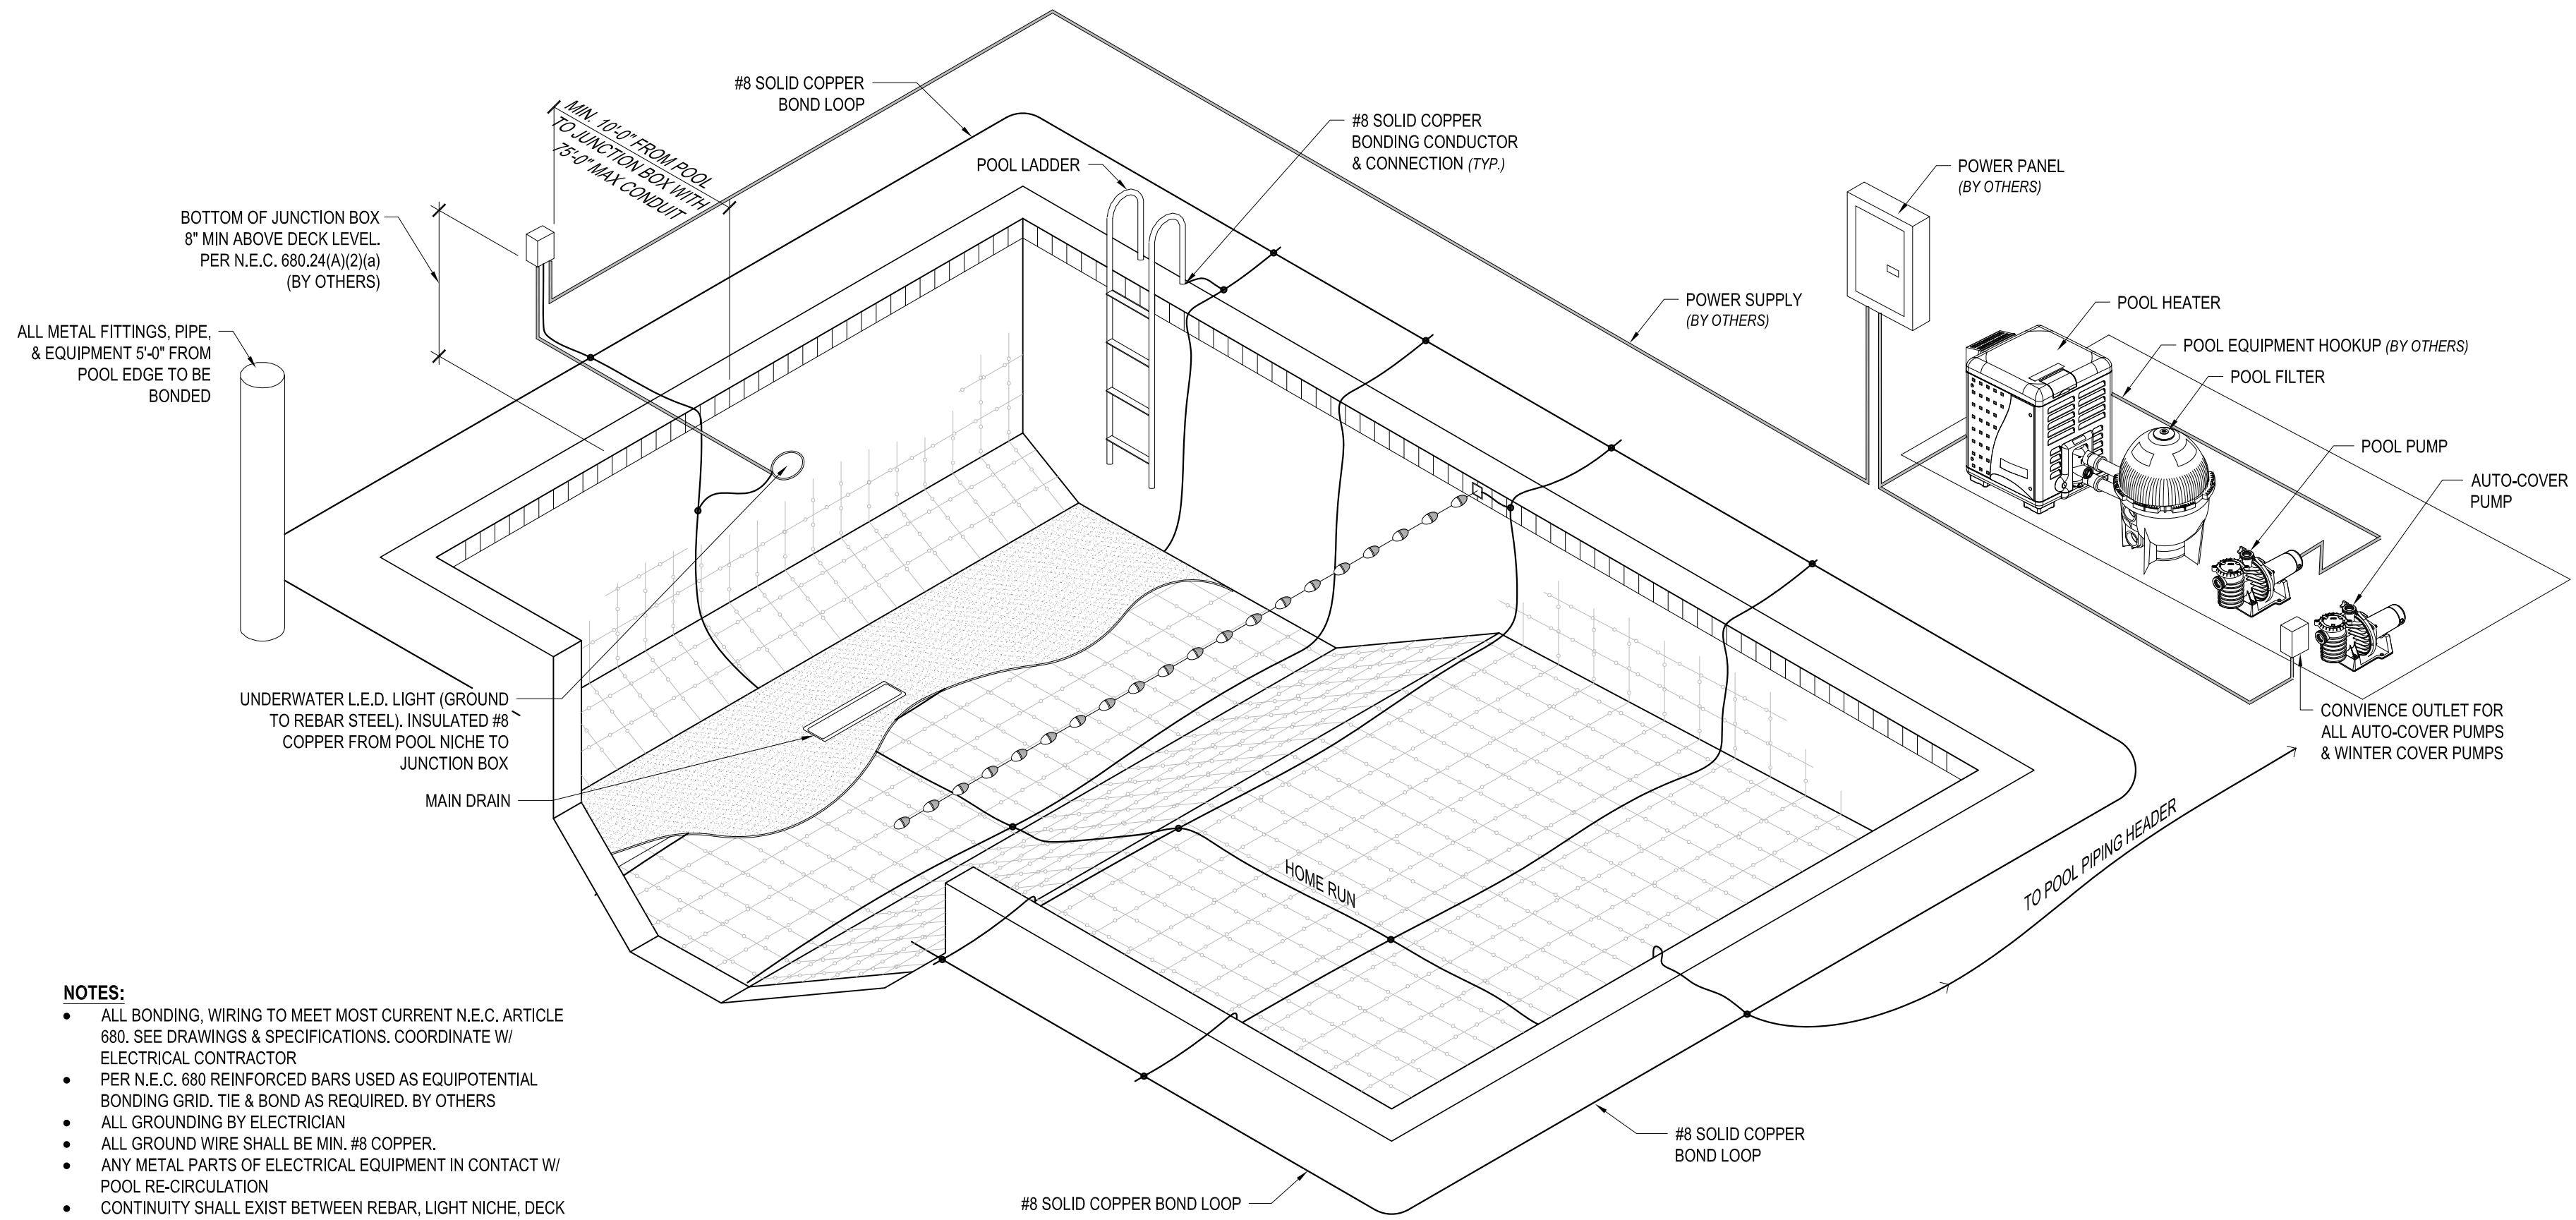 #8 SOLID COPPER
BOND LOOP
MIN. 10'-0" FROM POOL
TO JUNCTION BOX WITH
75'-0" MAX CONDUIT
#8 SOLID COPPER
BONDING CONDUCTOR
& CONNECTION (TYP.)
POOL LADDER
POWER PANEL
(BY OTHERS)
BOTTOM OF JUNCTION BOX
8" MIN ABOVE DECK LEVEL.
PER N.E.C. 680.24(A)(2)(a)
(BY OTHERS)
POWER SUPPLY
(BY OTHERS)
POOL HEATER
ALL METAL FITTINGS, PIPE,
& EQUIPMENT 5'-0" FROM
POOL EDGE TO BE
BONDED
POOL EQUIPMENT HOOKUP (BY OTHERS)
POOL FILTER
POOL PUMP
AUTO-COVER
PUMP
UNDERWATER L.E.D. LIGHT (GROUND
TO REBAR STEEL). INSULATED #8
COPPER FROM POOL NICHE TO
JUNCTION BOX
MAIN DRAIN
CONVIENCE OUTLET FOR
ALL AUTO-COVER PUMPS
& WINTER COVER PUMPS
HOME RUN
TO POOL PIPING HEADER
NOTES:
• ALL BONDING, WIRING TO MEET MOST CURRENT N.E.C. ARTICLE
680. SEE DRAWINGS & SPECIFICATIONS. COORDINATE W/
ELECTRICAL CONTRACTOR
• PER N.E.C. 680 REINFORCED BARS USED AS EQUIPOTENTIAL
BONDING GRID. TIE & BOND AS REQUIRED. BY OTHERS
• ALL GROUNDING BY ELECTRICIAN
• ALL GROUND WIRE SHALL BE MIN. #8 COPPER.
• ANY METAL PARTS OF ELECTRICAL EQUIPMENT IN CONTACT W/
POOL RE-CIRCULATION
• CONTINUITY SHALL EXIST BETWEEN REBAR, LIGHT NICHE, DECK
#8 SOLID COPPER
BOND LOOP
#8 SOLID COPPER BOND LOOP